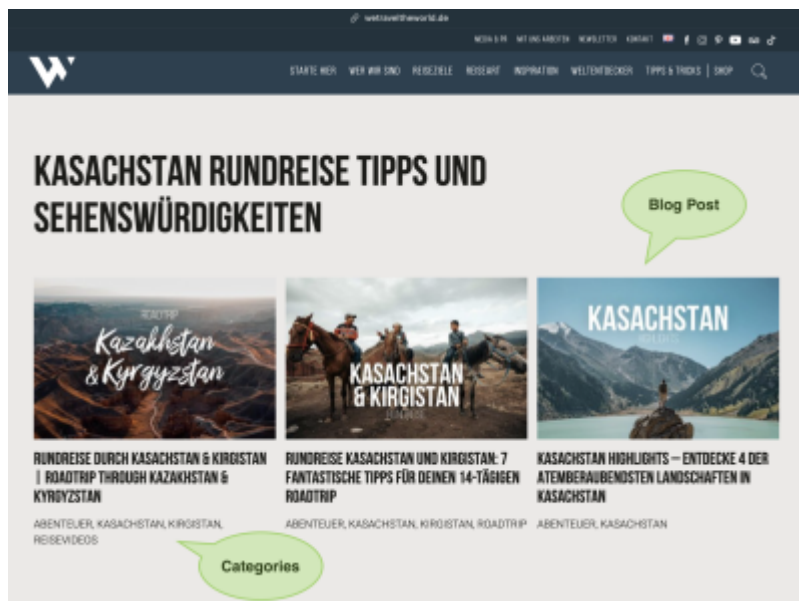 wetraveltheworld.de
MEDIA & PR MIT UNS ARBEITEN NEWSLETTER KONTAKT
W
STARTE HIER WER WIR SIND REISEZIELE REISEART INSPIRATION WELTENTDECKER TIPPS & TRICKS | SHOP
KASACHSTAN RUNDREISE TIPPS UND
SEHENSWÜRDIGKEITEN
Blog Post
ROADTRIP
Kazakhstan
& Kyrgyzstan
KASACHSTAN
& KIRGISTAN
RUNDREISE
KASACHSTAN
HIGHLIGHTS
RUNDREISE DURCH KASACHSTAN & KIRGISTAN
| ROADTRIP THROUGH KAZAKHSTAN &
KYRGYZSTAN
ABENTEUER, KASACHSTAN, KIRGISTAN,
REISEVIDEOS
RUNDREISE KASACHSTAN UND KIRGISTAN: 7
FANTASTISCHE TIPPS FÜR DEINEN 14-TÄGIGEN
ROADTRIP
ABENTEUER, KASACHSTAN, KIRGISTAN, ROADTRIP
KASACHSTAN HIGHLIGHTS – ENTDECKE 4 DER
ATEMBERAUBENDSTEN LANDSCHAFTEN IN
KASACHSTAN
ABENTEUER, KASACHSTAN
Categories